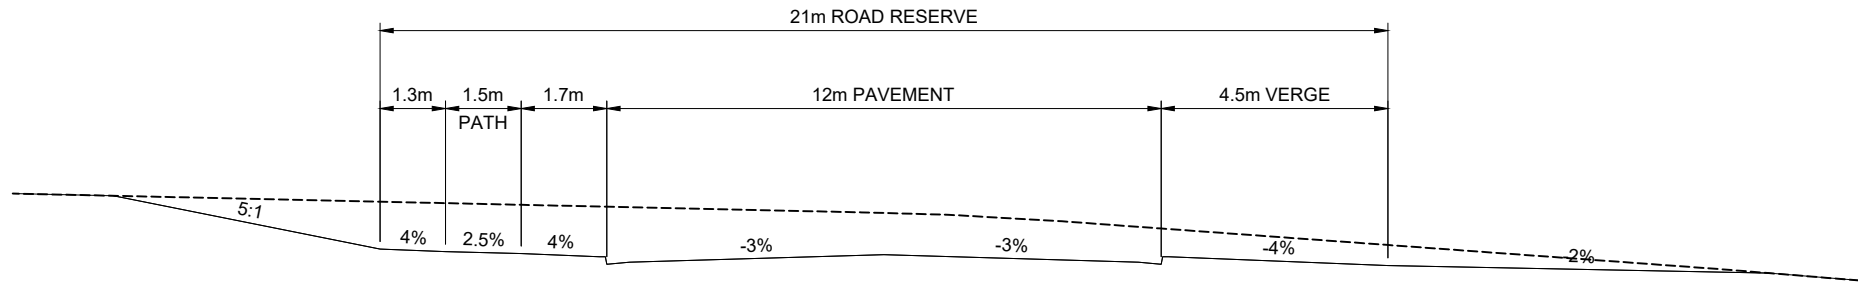 21m ROAD RESERVE
1.3m 1.5m 1.7m 12m PAVEMENT 4.5m VERGE
PATH
5:1
4% 2.5% 4% -3% -3% -4% -2%